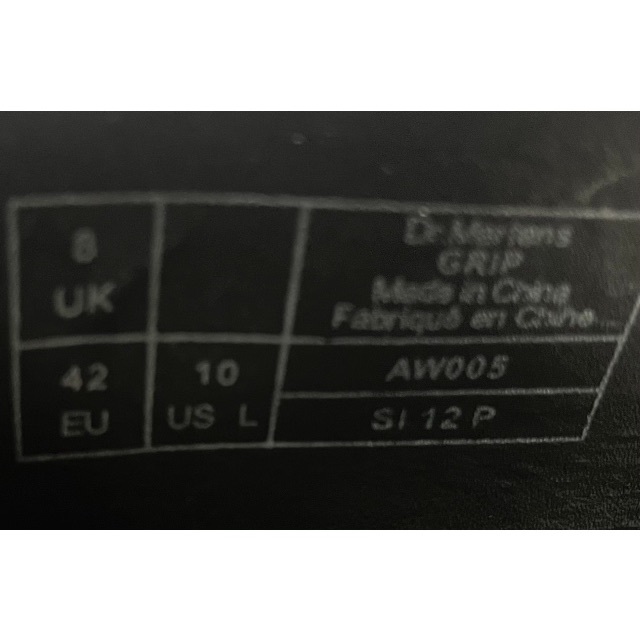 8
UK
Dr.Martens
GRIP
Made in China
Fabriqué en Chine
42
EU
10
US L
AW005
SI 12 P